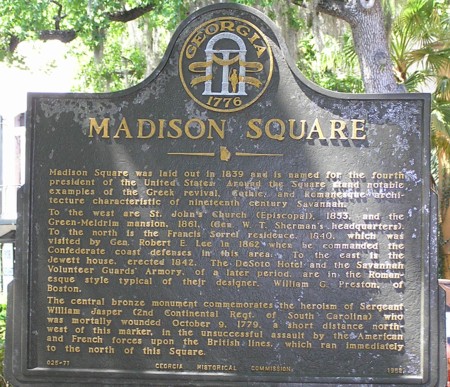 GEORGIA
1776
MADISON SQUARE
Madison Square was laid out in 1839 and is named for the fourth
president of the United States. Around the Square stand notable
examples of the Greek revival, Gothic, and Romanesque archi-
tecture characteristic of nineteenth century Savannah.
To the west are St. John's Church (Episcopal), 1853, and the
Green-Meldrim mansion, 1861, (Gen. W. T. Sherman's headquarters).
To the north is the Francis Sorrel residence, 1840, which was
visited by Gen. Robert E. Lee in 1862 when he commanded the
Confederate coast defenses in this area. To the east is the
Jewett house, erected 1842. The DeSoto Hotel and the Savannah
Volunteer Guards' Armory, of a later period, are in the Roman-
esque style typical of their designer, William G. Preston, of
Boston.
The central bronze monument commemorates the heroism of Sergeant
William Jasper (2nd Continental Regt. of South Carolina) who
was mortally wounded October 9, 1779, a short distance north-
west of this marker, in the unsuccessful assault by the American
and French forces upon the British lines, which ran immediately
to the north of this Square.
025-71 GEORGIA HISTORICAL COMMISSION